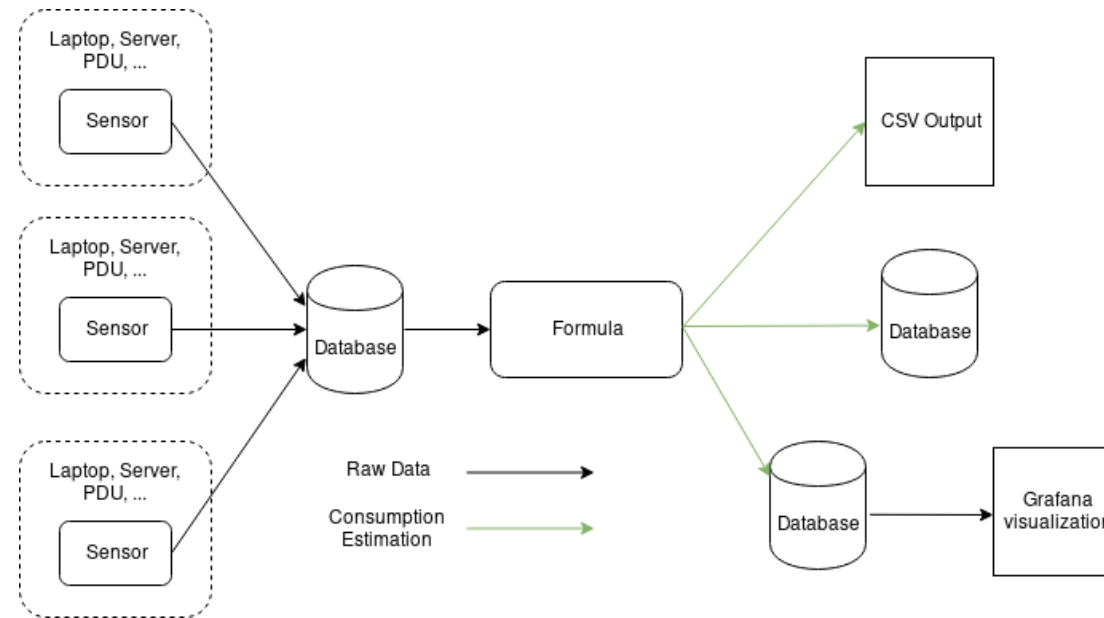 Laptop, Server,
PDU, ...
Sensor
Laptop, Server,
PDU, ...
Sensor
Laptop, Server,
PDU, ...
Sensor
Database
Formula
CSV Output
Database
Database
Grafana
visualization
Raw Data
Consumption
Estimation